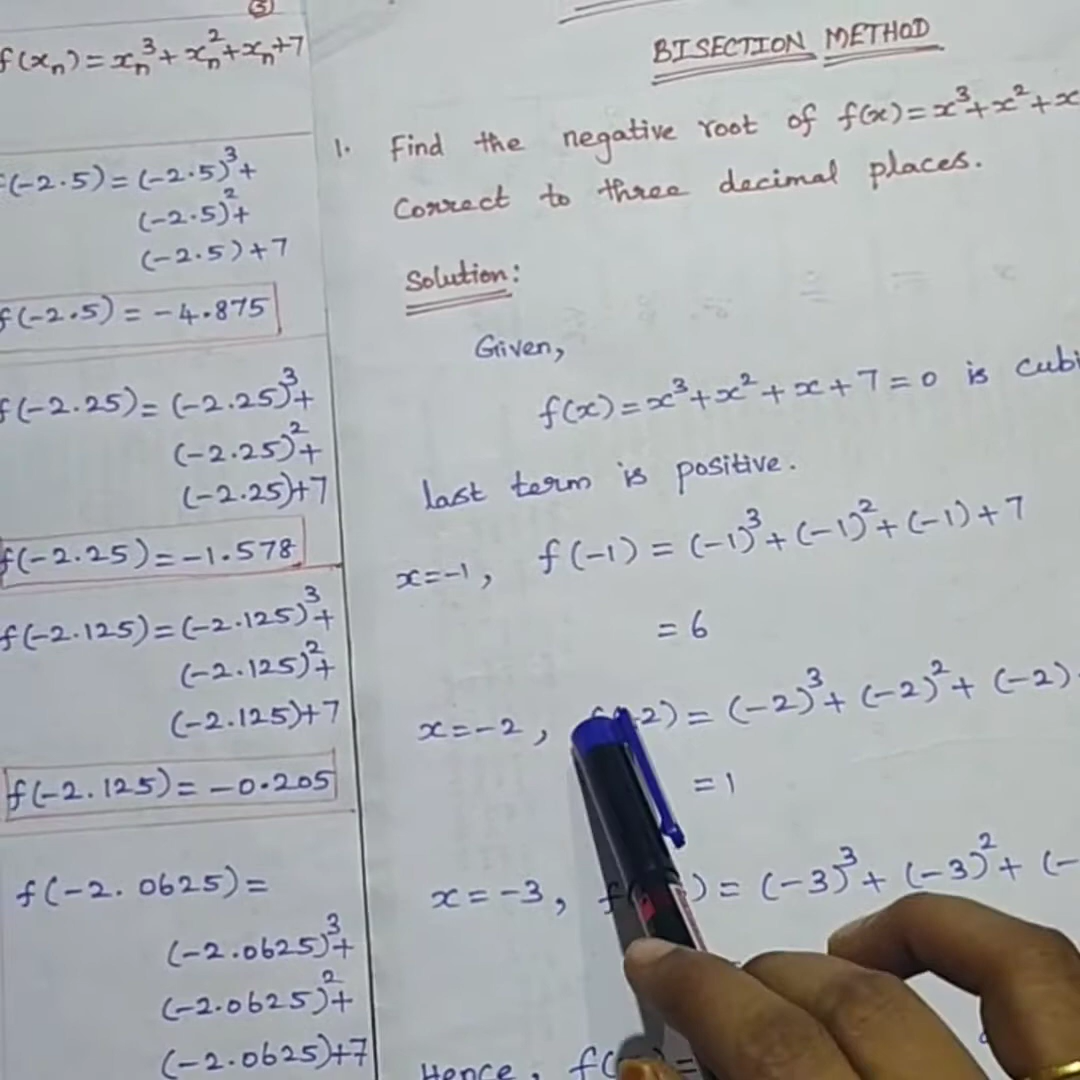 ③
f(xₙ) = xₙ³ + xₙ² + xₙ + 7
f(-2.5) = (-2.5)³ +
(-2.5)² +
(-2.5) + 7
f(-2.5) = -4.875
f(-2.25) = (-2.25)³ +
(-2.25)² +
(-2.25) + 7
f(-2.25) = -1.578
f(-2.125) = (-2.125)³ +
(-2.125)² +
(-2.125) + 7
f(-2.125) = -0.205
f(-2.0625) =
(-2.0625)³ +
(-2.0625)² +
(-2.0625) + 7
BISECTION METHOD
1. Find the negative root of f(x) = x³ + x² + x
Correct to three decimal places.
Solution:
Given,
f(x) = x³ + x² + x + 7 = 0 is cubi
last term is positive.
x = -1, f(-1) = (-1)³ + (-1)² + (-1) + 7
= 6
x = -2, 2) = (-2)³ + (-2)² + (-2)
= 1
x = -3, f( ) = (-3)³ + (-3)² + (-
Hence, f( ) =